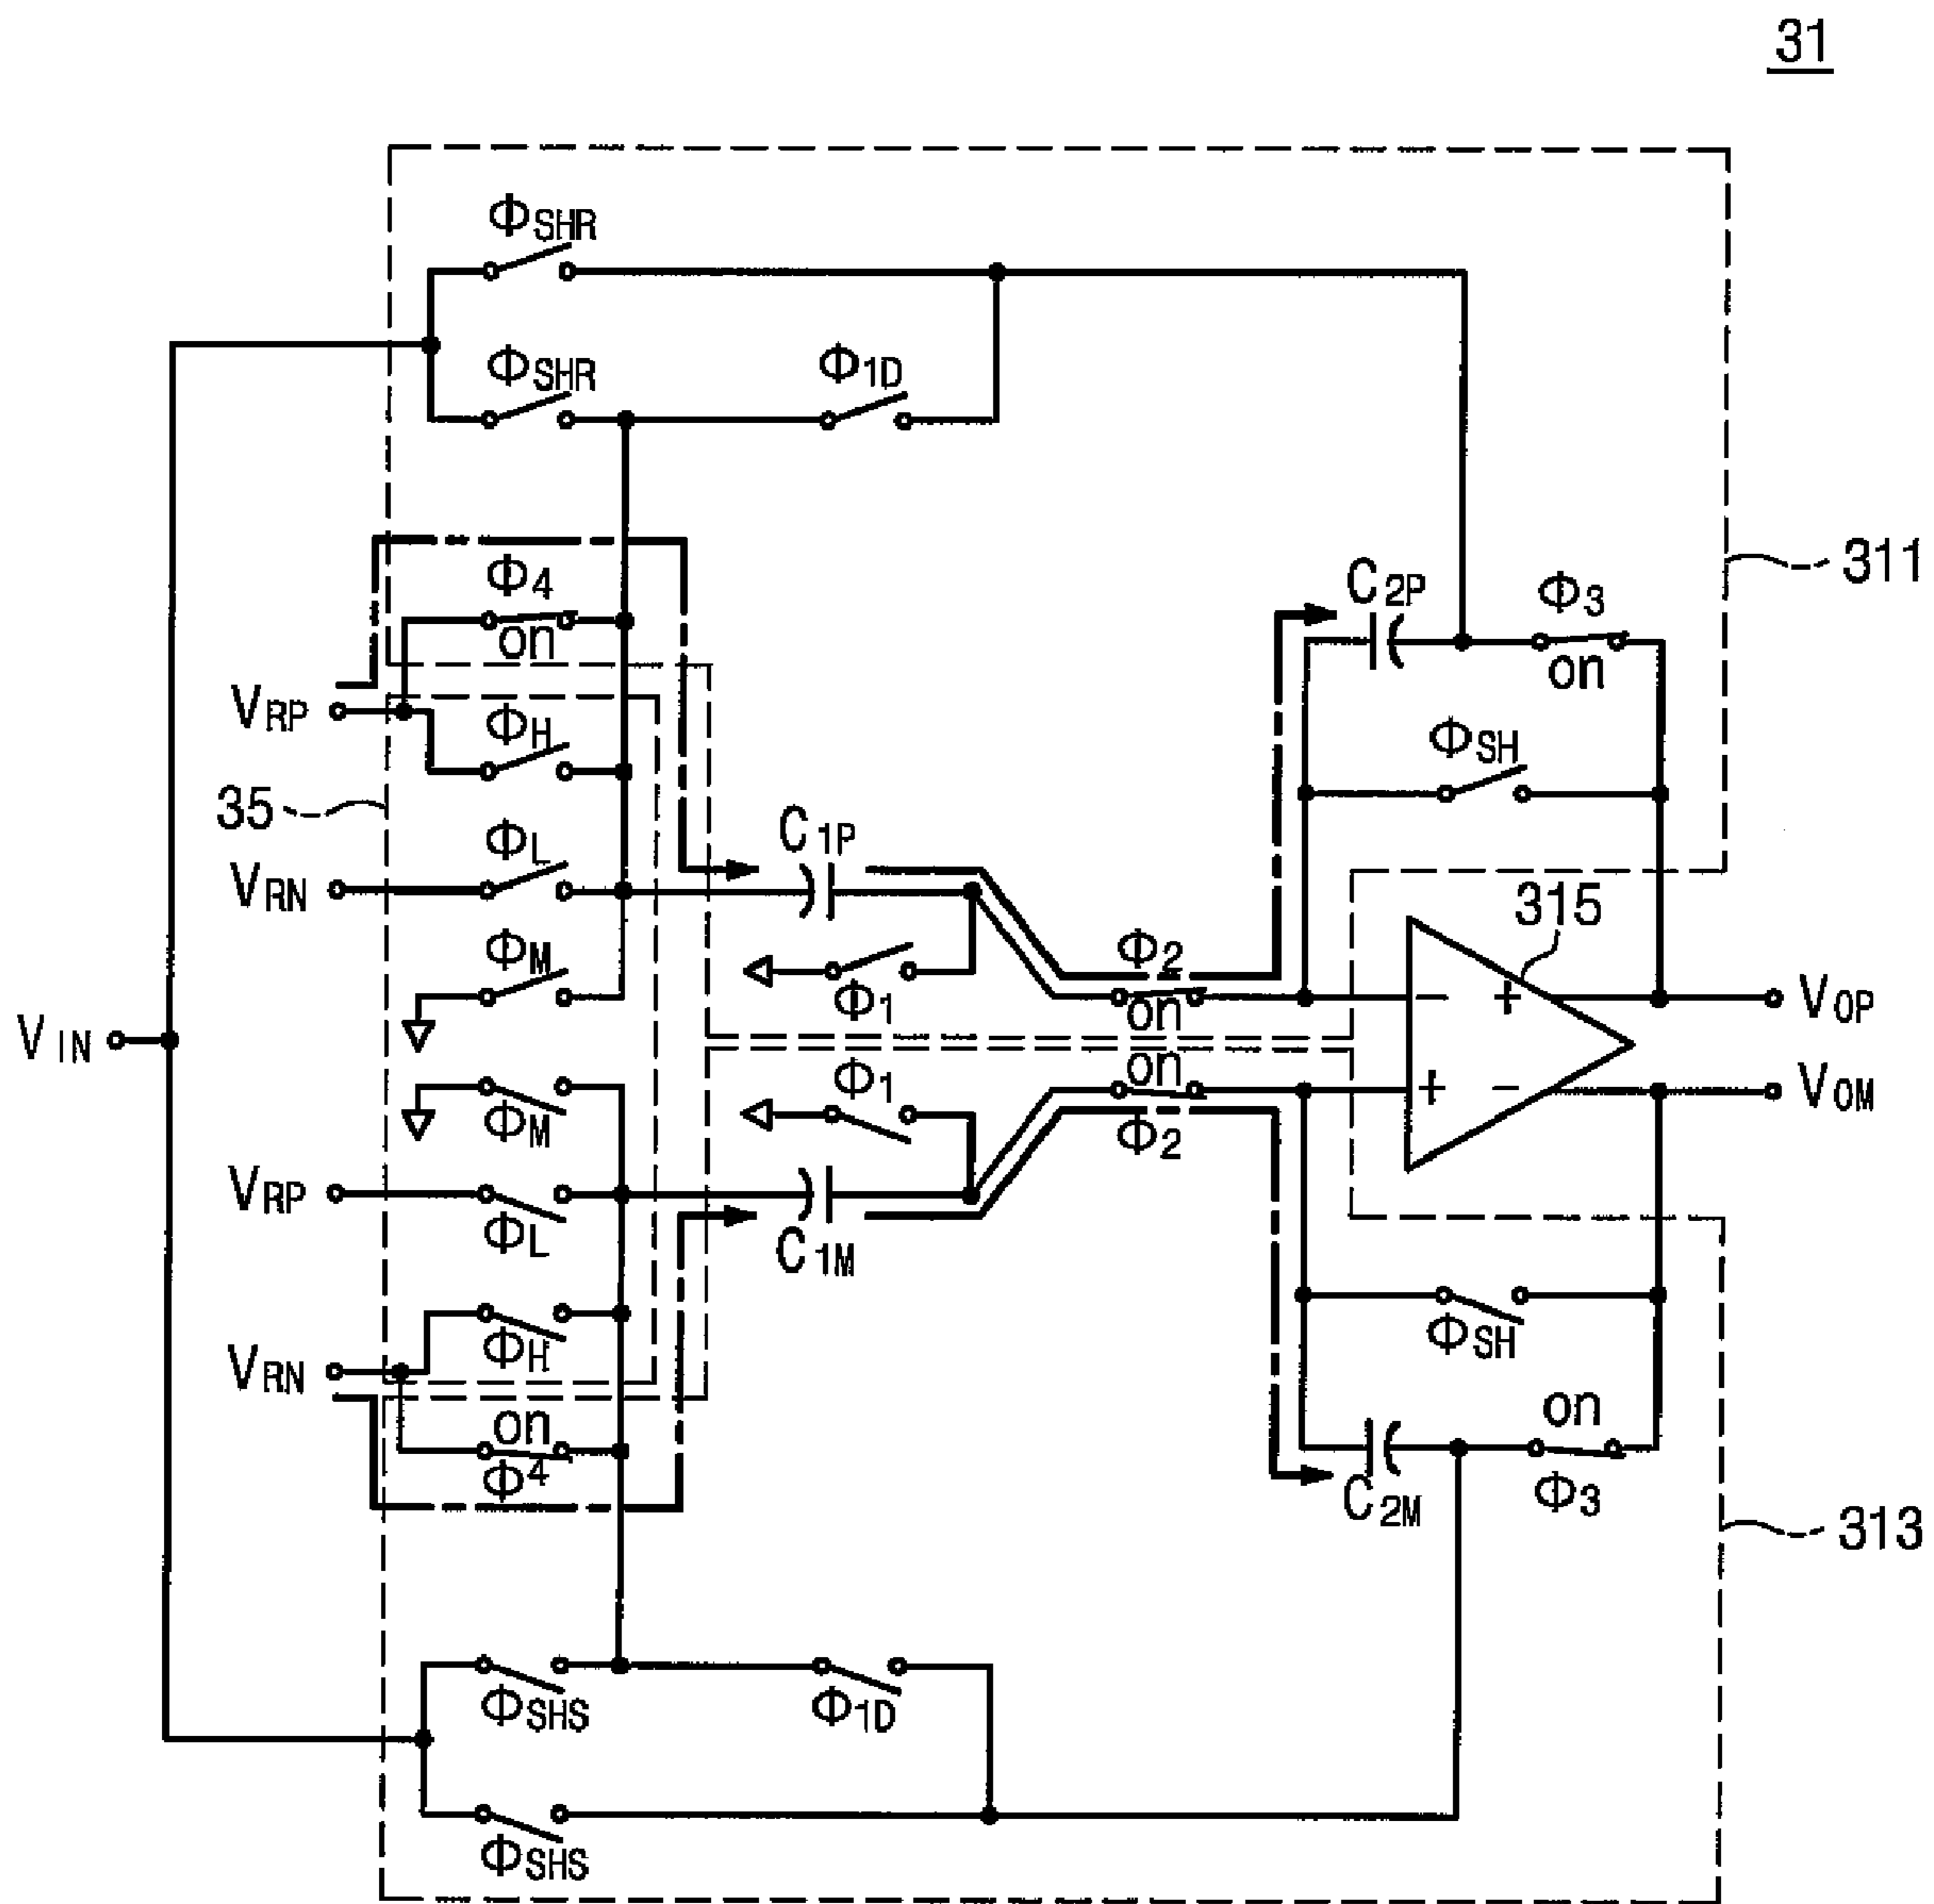 31
ΦSHR
ΦSHR
Φ1D
Φ4
on
C2P
Φ3
on
311
VRP
ΦH
ΦSH
35
ΦL
C1P
VRN
315
ΦM
Φ1
Φ2
on
− +
VOP
VIN
ΦM
Φ1
on
Φ2
+ −
VOM
VRP
ΦL
C1M
ΦH
ΦSH
VRN
on
Φ4
on
Φ3
C2M
313
ΦSHS
Φ1D
ΦSHS